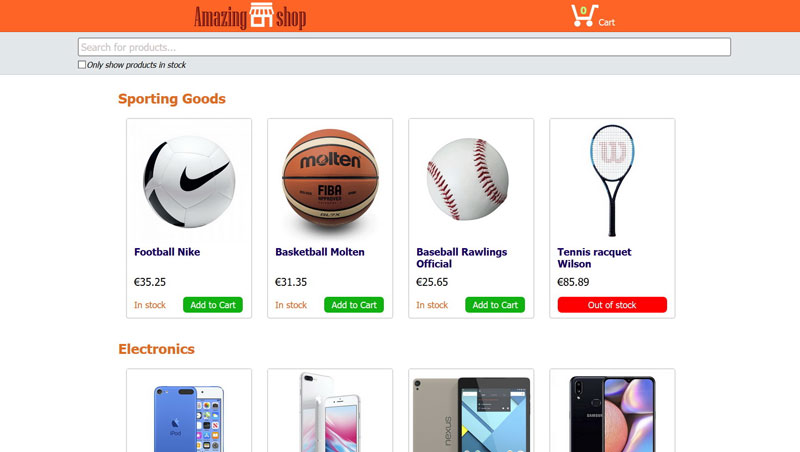 Amazing shop
0
Cart
Search for products...
Only show products in stock
Sporting Goods
molten
FIBA
APPROVED
GL7X
W
Football Nike
Basketball Molten
Baseball Rawlings
Official
Tennis racquet
Wilson
€35.25
€31.35
€25.65
€85.89
In stock
Add to Cart
In stock
Add to Cart
In stock
Add to Cart
Out of stock
Electronics
iPod
nexus
SAMSUNG